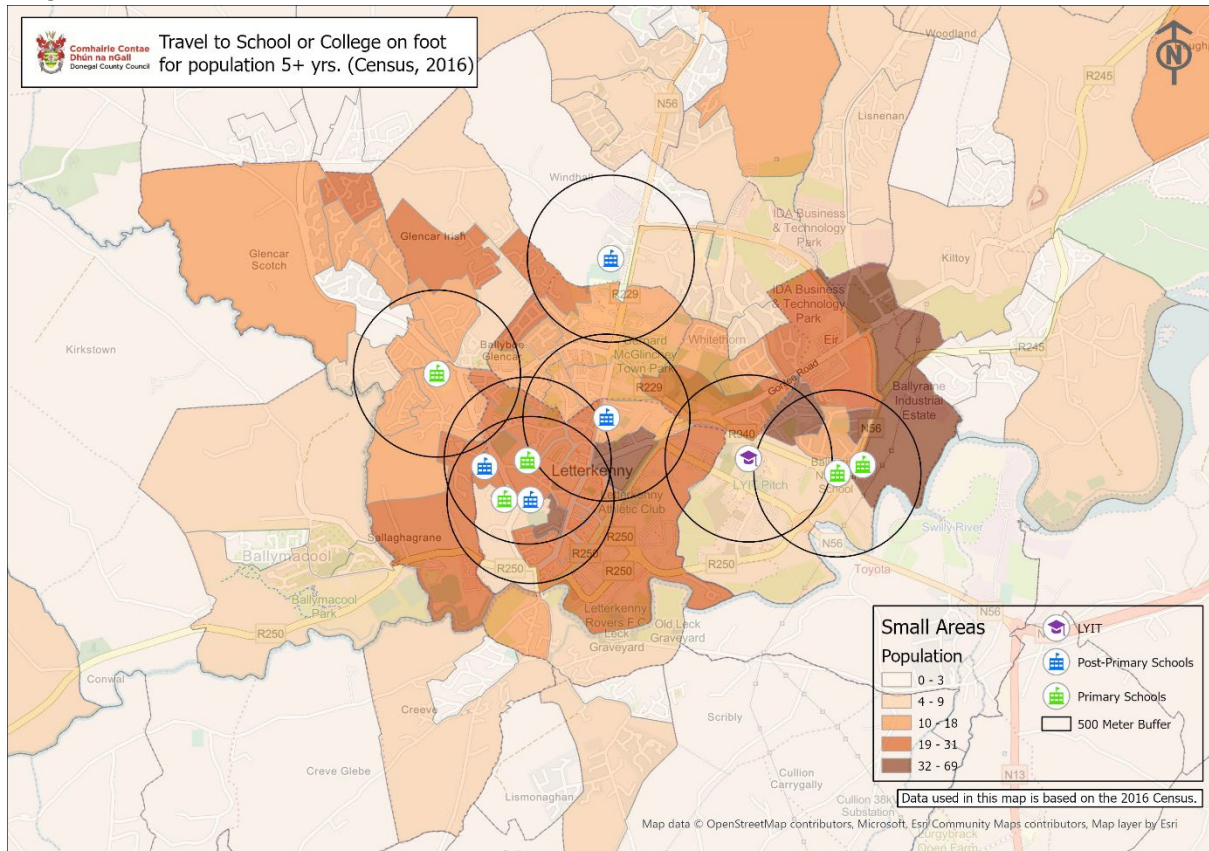 Comhairle Contae
Dhún na nGall
Donegal County Council
Travel to School or College on foot
for population 5+ yrs. (Census, 2016)
N
Woodland
R245
N56
Lisnenan
Windhall
IDA Business
& Technology
Park
Glencar Irish
Glencar
Scotch
Kiltoy
IDA Business
& Technology
Park
R229
Kirkstown
Eir
R245
Whitethorn
Ballyboe
Glencar
McGlinchey
Town Park
Gortlee Road
R229
Ballyraine
Industrial
Estate
N56
R940
Letterkenny
LYIT Pitch
School
Letterkenny
Athletic Club
Swilly River
Sallaghagrane
R250
Ballymacool
R250
R250
R250
N56
Toyota
R250
Ballymacool
Park
Letterkenny
Rovers F.C.
Old Leck
Graveyard
Leck
Graveyard
N56
R250
Conwal
Creeve
Scribly
Creve Glebe
Lismonaghan
Cullion
Carrygally
N13
Cullion 38kV
Substation
Lurgybrack
Open Farm
Small Areas
Population
0 - 3
4 - 9
10 - 18
19 - 31
32 - 69
LYIT
Post-Primary Schools
Primary Schools
500 Meter Buffer
Data used in this map is based on the 2016 Census.
Map data © OpenStreetMap contributors, Microsoft, Esri Community Maps contributors, Map layer by Esri